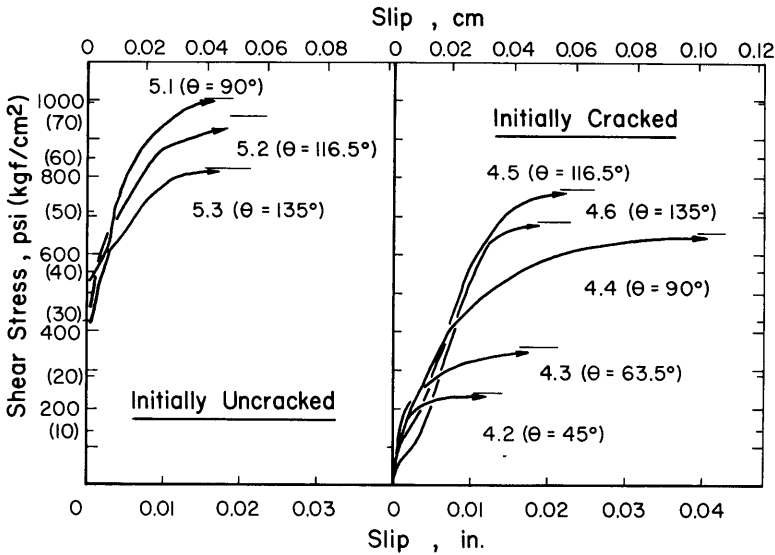 Slip , cm
0 0.02 0.04 0.06 0.08 0 0.02 0.04 0.06 0.08 0.10 0.12
Shear Stress , psi (kgf/cm2)
1000
(70)
(60)
800
(50)
600
(40)
(30)
400
(20)
200
(10)
5.1 (θ = 90°)
5.2 (θ = 116.5°)
5.3 (θ = 135°)
Initially Uncracked
Initially Cracked
4.5 (θ = 116.5°)
4.6 (θ = 135°)
4.4 (θ = 90°)
4.3 (θ = 63.5°)
4.2 (θ = 45°)
0 0.01 0.02 0.03 0 0.01 0.02 0.03 0.04
Slip , in.